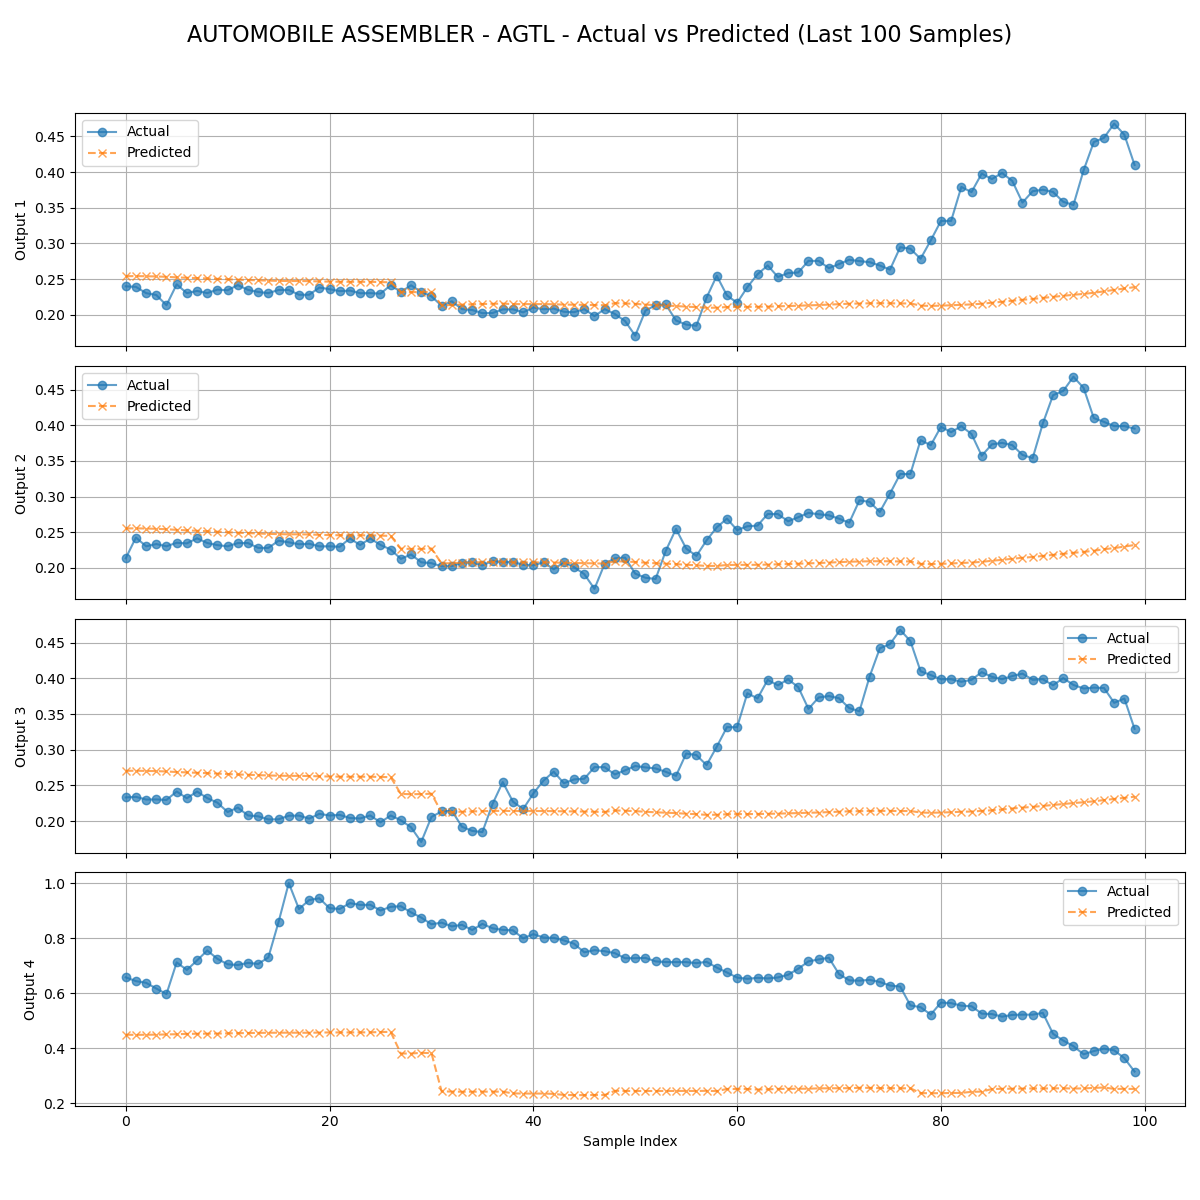 AUTOMOBILE ASSEMBLER - AGTL - Actual vs Predicted (Last 100 Samples)
Actual
Predicted
0.45
0.40
0.35
0.30
0.25
0.20
Output 1
Actual
Predicted
0.45
0.40
0.35
0.30
0.25
0.20
Output 2
Actual
Predicted
0.45
0.40
0.35
0.30
0.25
0.20
Output 3
Actual
Predicted
1.0
0.8
0.6
0.4
0.2
Output 4
0 20 40 60 80 100
Sample Index